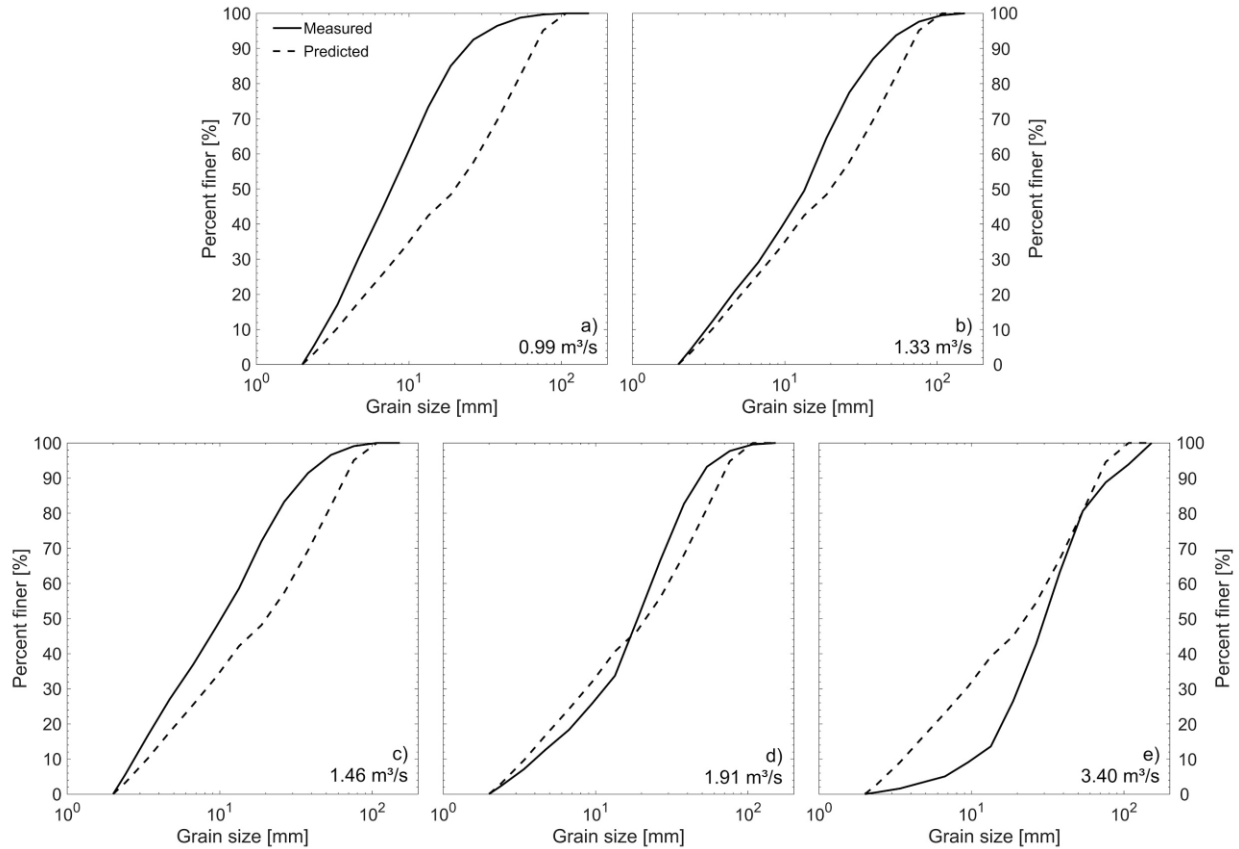 100
90
80
70
60
50
40
30
20
10
0
Percent finer [%]
Measured
Predicted
a)
0.99 m³/s
10⁰
10¹
10²
Grain size [mm]
b)
1.33 m³/s
10⁰
10¹
10²
Grain size [mm]
100
90
80
70
60
50
40
30
20
10
0
Percent finer [%]
100
90
80
70
60
50
40
30
20
10
0
Percent finer [%]
c)
1.46 m³/s
10⁰
10¹
10²
Grain size [mm]
d)
1.91 m³/s
10⁰
10¹
10²
Grain size [mm]
e)
3.40 m³/s
10⁰
10¹
10²
Grain size [mm]
100
90
80
70
60
50
40
30
20
10
0
Percent finer [%]